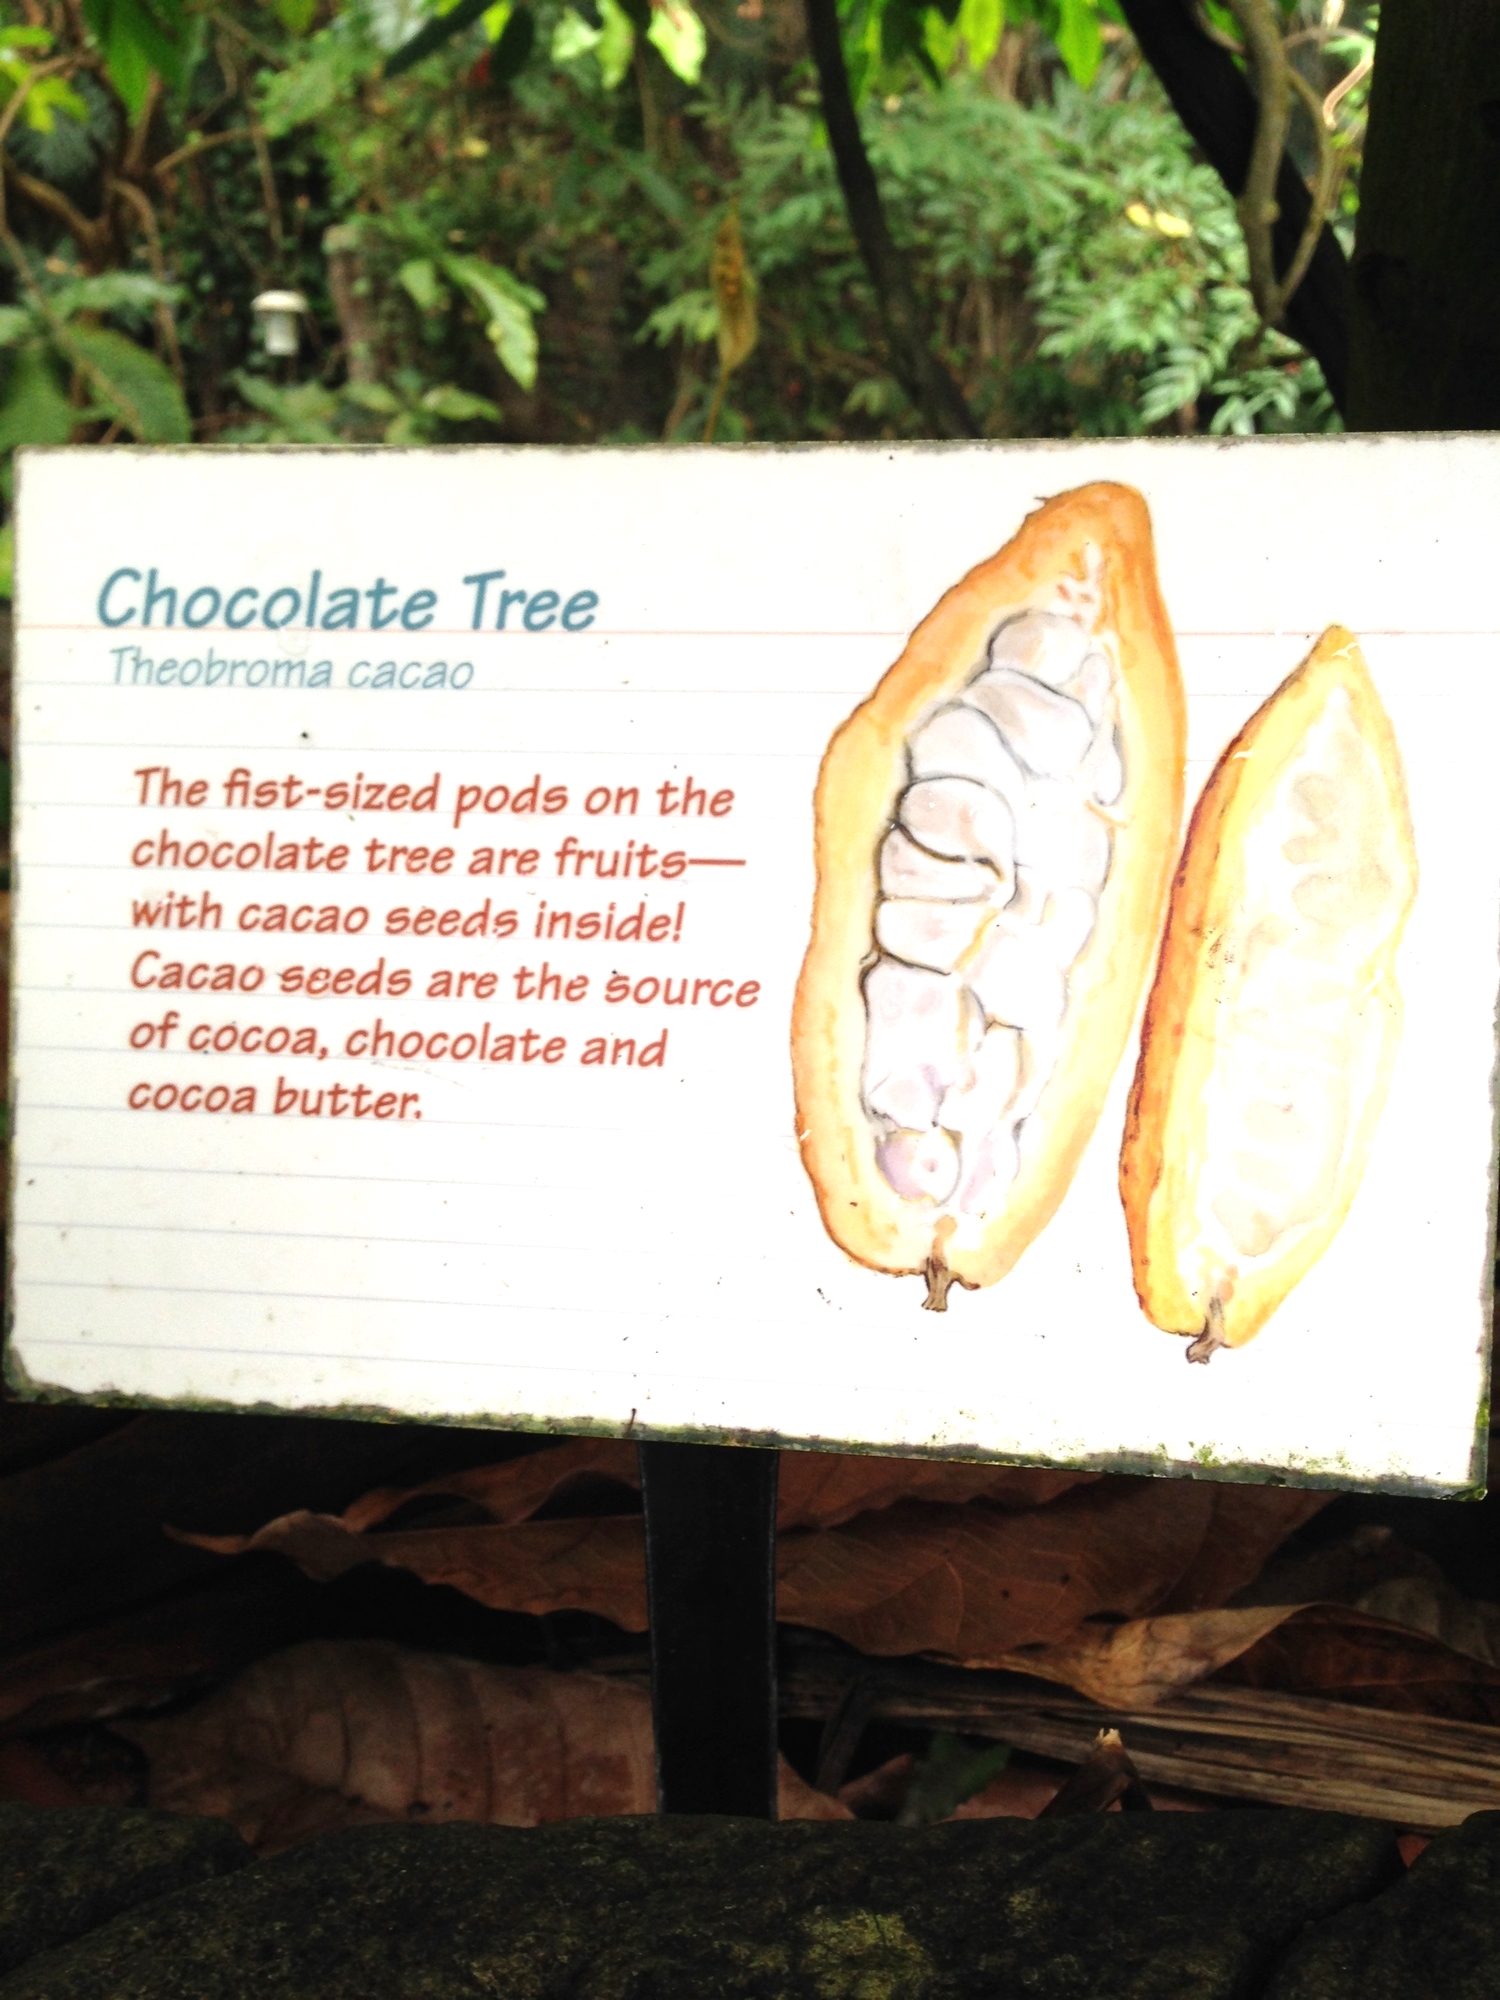 Chocolate Tree
Theobroma cacao
The fist-sized pods on the
chocolate tree are fruits—
with cacao seeds inside!
Cacao seeds are the source
of cocoa, chocolate and
cocoa butter.